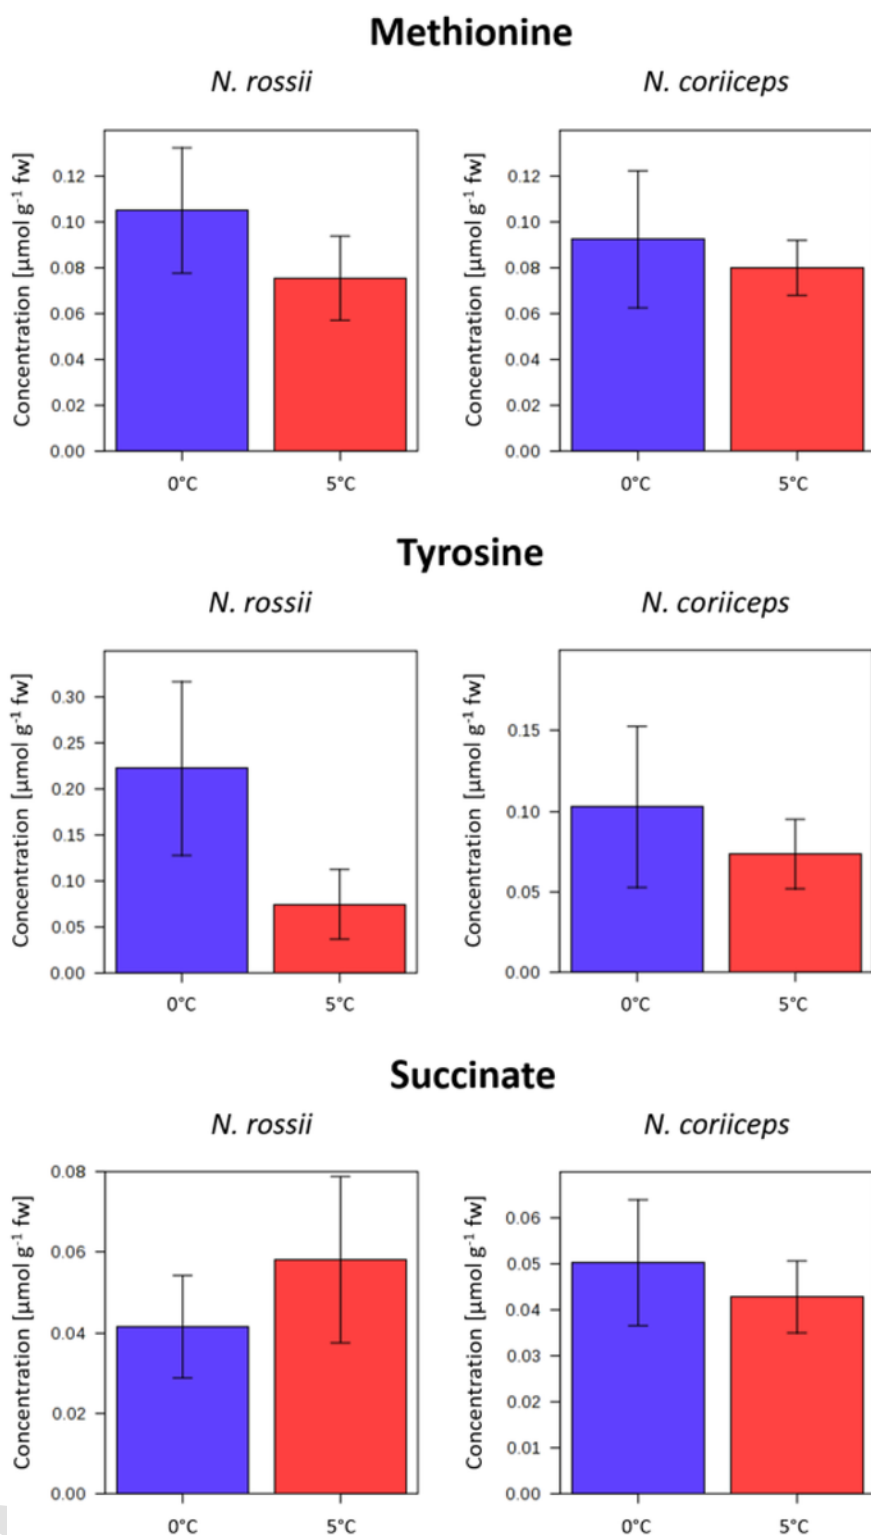 Methionine
N. rossii
N. coriiceps
Concentration [µmol g⁻¹ fw]
0.12
0.10
0.08
0.06
0.04
0.02
0.00
0°C
5°C
Concentration [µmol g⁻¹ fw]
0.12
0.10
0.08
0.06
0.04
0.02
0.00
0°C
5°C
Tyrosine
N. rossii
N. coriiceps
Concentration [µmol g⁻¹ fw]
0.30
0.25
0.20
0.15
0.10
0.05
0.00
0°C
5°C
Concentration [µmol g⁻¹ fw]
0.15
0.10
0.05
0.00
0°C
5°C
Succinate
N. rossii
N. coriiceps
Concentration [µmol g⁻¹ fw]
0.08
0.06
0.04
0.02
0.00
0°C
5°C
Concentration [µmol g⁻¹ fw]
0.06
0.05
0.04
0.03
0.02
0.01
0.00
0°C
5°C